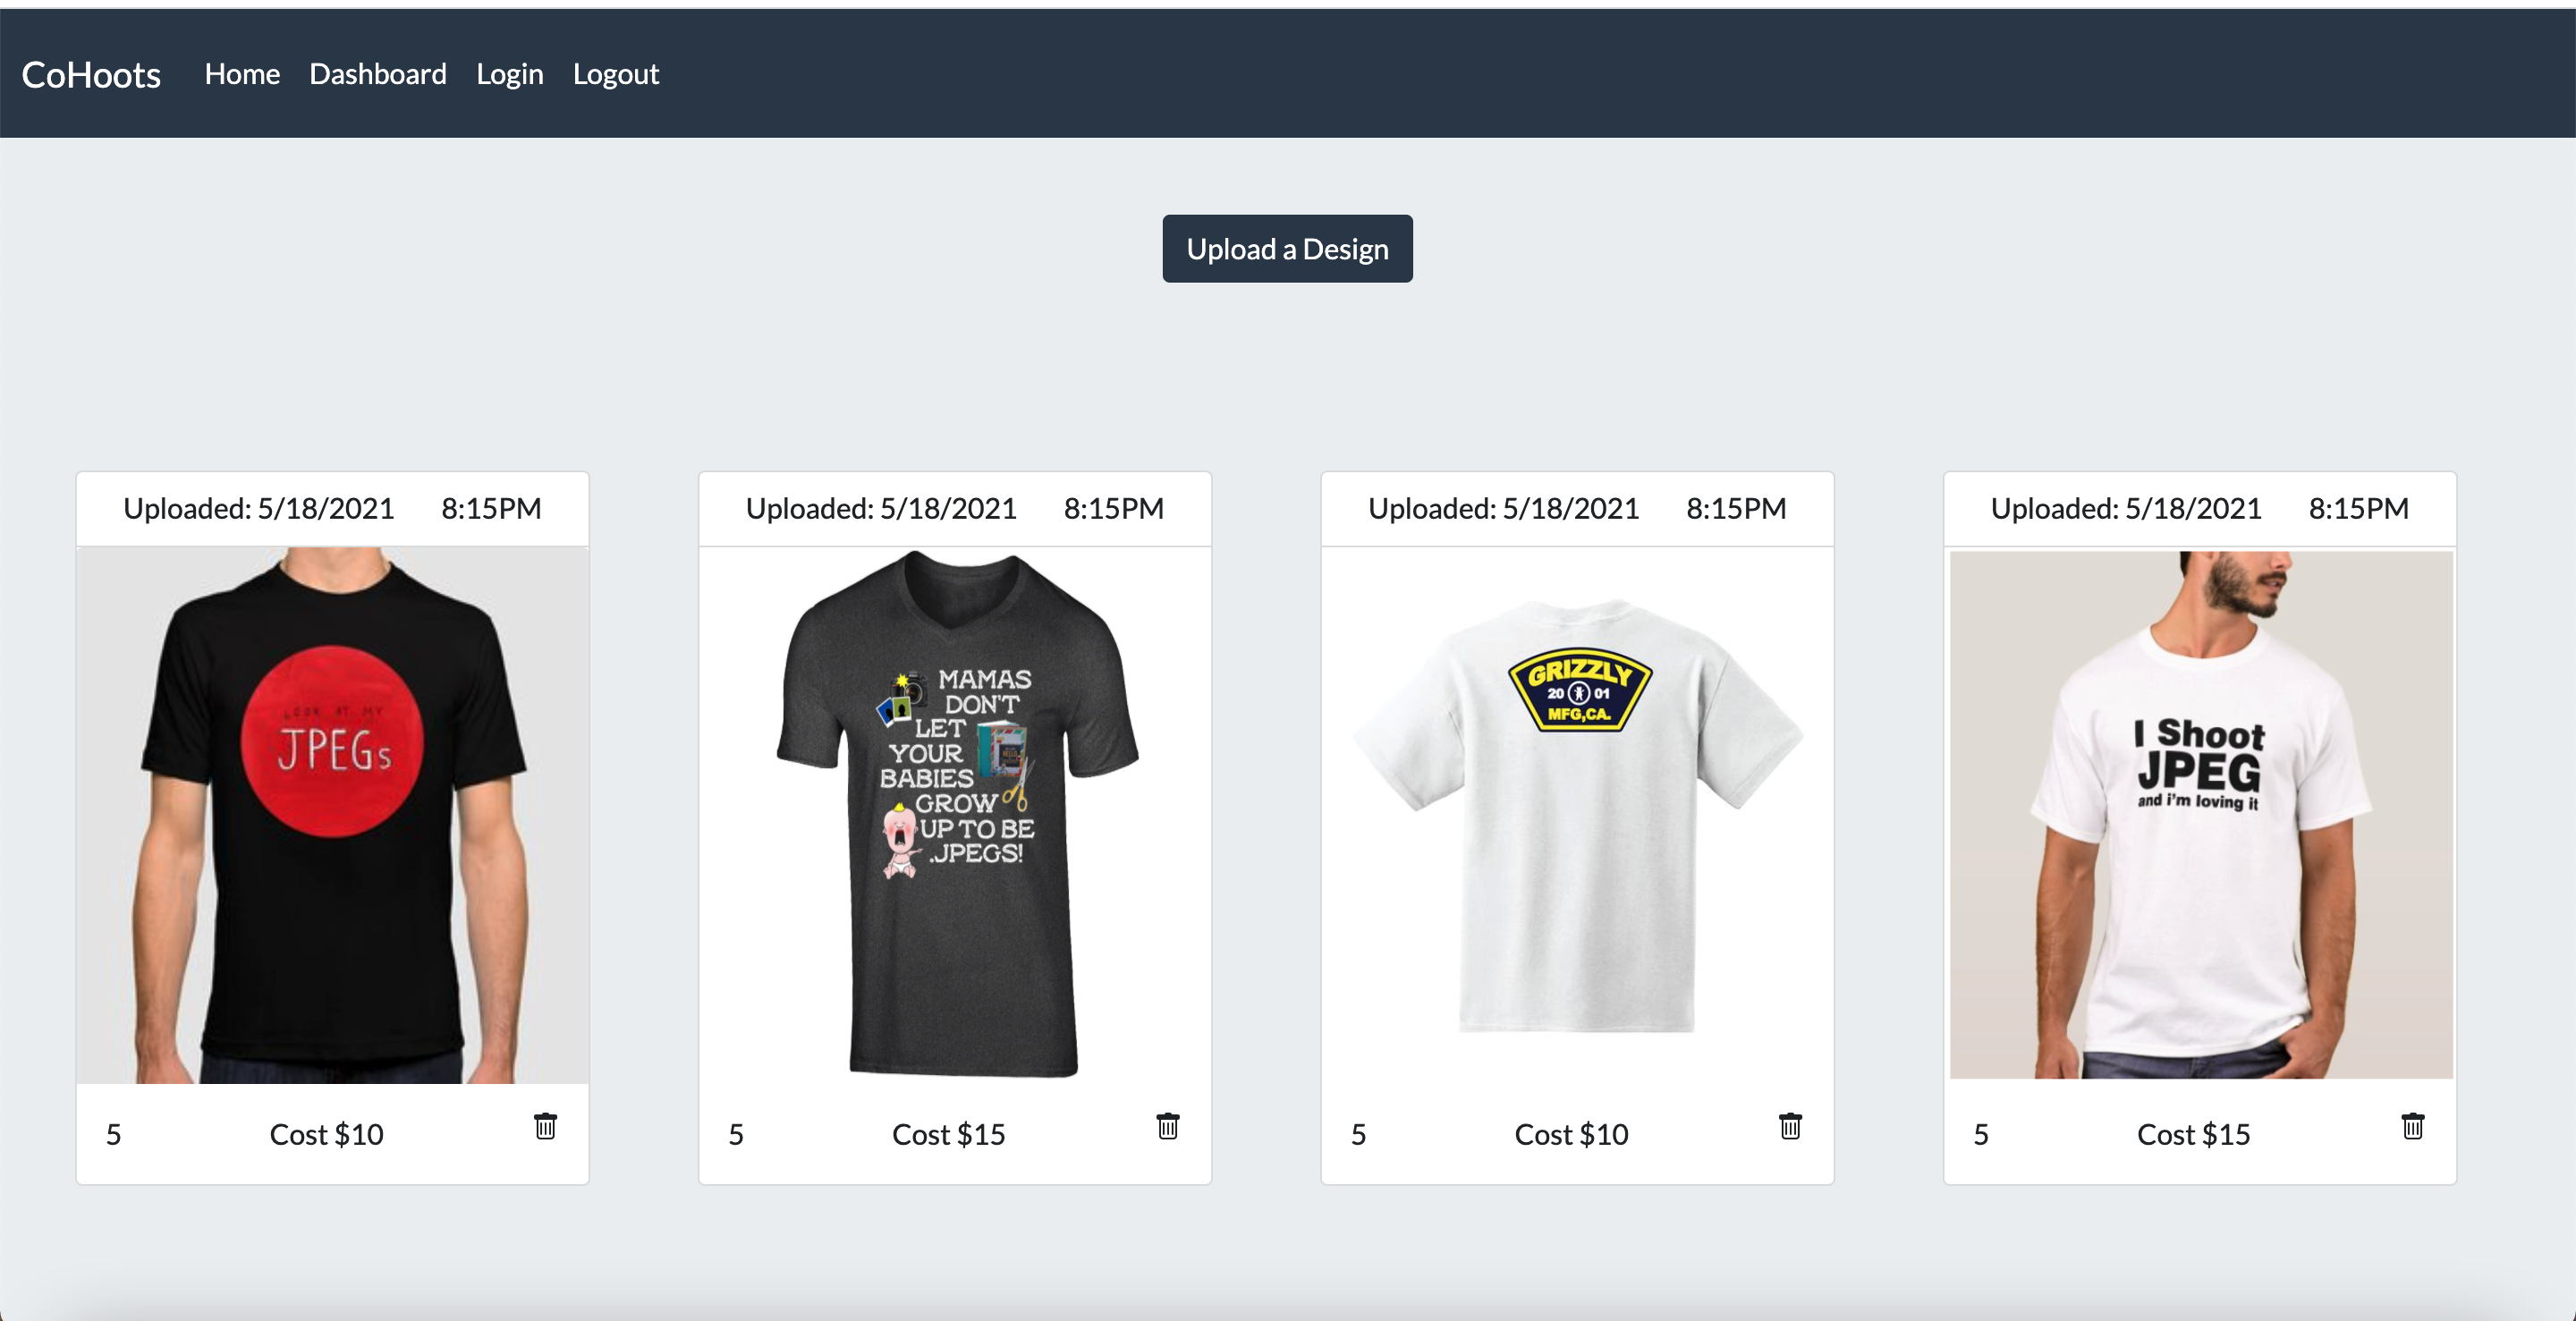 CoHoots Home Dashboard Login Logout
Upload a Design
Uploaded: 5/18/2021 8:15PM
LOOK AT MY
JPEGs
5 Cost $10
Uploaded: 5/18/2021 8:15PM
MAMAS
DON'T
LET
YOUR
BABIES
GROW
UP TO BE
.JPEGS!
5 Cost $15
Uploaded: 5/18/2021 8:15PM
GRIZZLY
20 01
MFG,CA.
5 Cost $10
Uploaded: 5/18/2021 8:15PM
I Shoot
JPEG
and i'm loving it
5 Cost $15